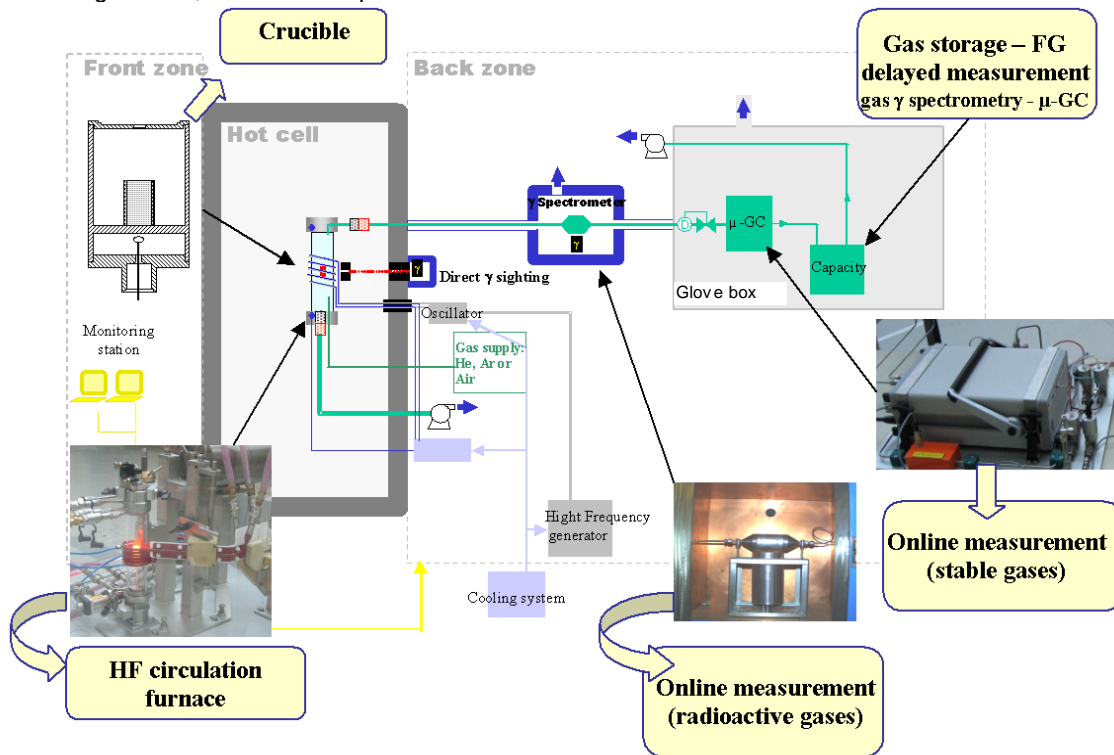 Crucible
Front zone
Back zone
Gas storage – FG
delayed measurement
gas γ spectrometry - μ-GC
Hot cell
γ Spectrometer
γ
D
μ-GC
Capacity
Glove box
γ
Direct γ sighting
Oscillator
Gas supply:
He, Ar or
Air
Monitoring
station
Hight Frequency
generator
Cooling system
Online measurement
(stable gases)
HF circulation
furnace
Online measurement
(radioactive gases)